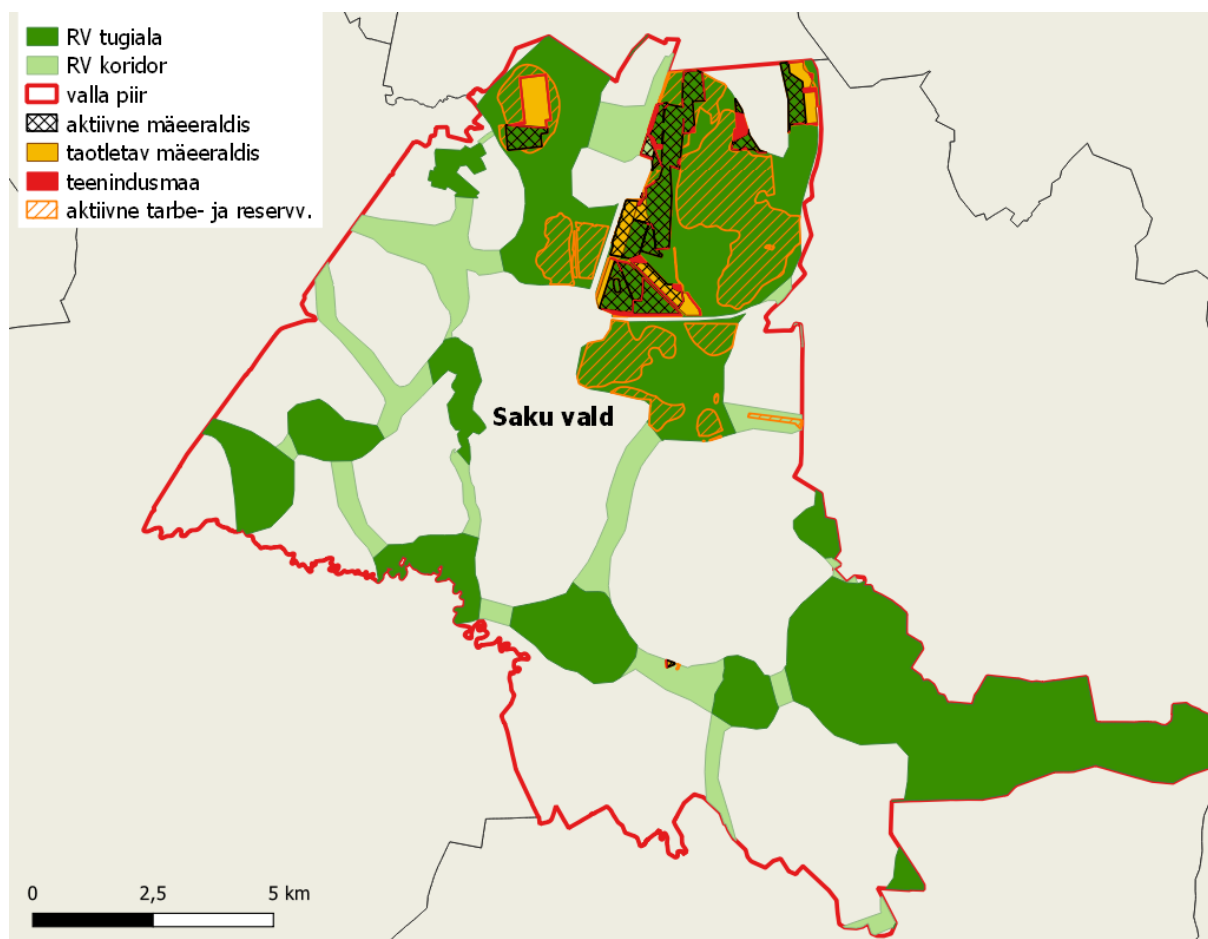 RV tugiala
RV koridor
valla piir
aktiivne mäeeraldis
taotletav mäeeraldis
teenindusmaa
aktiivne tarbe- ja reservv.
Saku vald
0 2,5 5 km